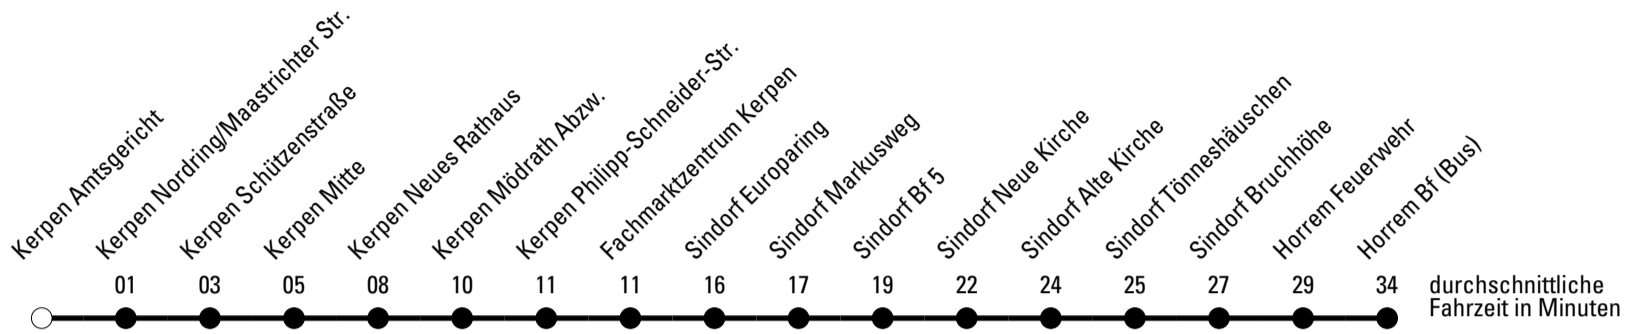 Kerpen Amtsgericht
Kerpen Nordring/Maastrichter Str.
Kerpen Schützenstraße
Kerpen Mitte
Kerpen Neues Rathaus
Kerpen Mödrath Abzw.
Kerpen Philipp-Schneider-Str.
Fachmarktzentrum Kerpen
Sindorf Europaring
Sindorf Markusweg
Sindorf Bf 5
Sindorf Neue Kirche
Sindorf Alte Kirche
Sindorf Tönneshäuschen
Sindorf Bruchhöhe
Horrem Feuerwehr
Horrem Bf (Bus)
01 03 05 08 10 11 11 16 17 19 22 24 25 27 29 34 durchschnittliche
Fahrzeit in Minuten